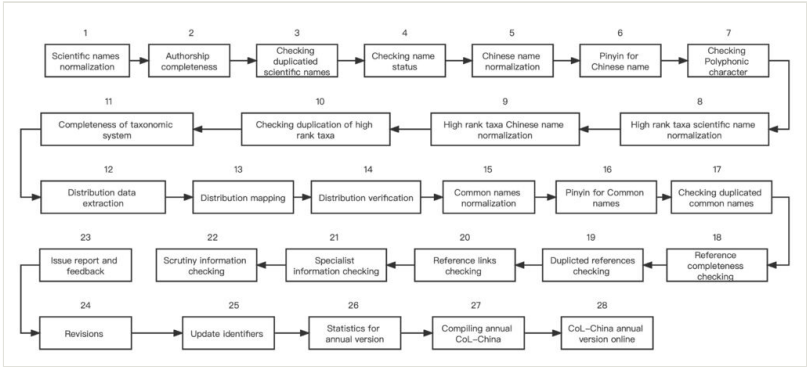 1
2
3
4
5
6
7
Scientific names
normalization
Authorship
completeness
Checking
duplicatied
scientific names
Checking name
status
Chinese name
normalization
Pinyin for
Chinese name
Checking
Polyphonic
character
11
10
9
8
Completeness of taxonomic
system
Checking duplication of high
rank taxa
High rank taxa Chinese name
normalization
High rank taxa scientific name
normalization
12
13
14
15
16
17
Distribution data
extraction
Distribution mapping
Distribution verification
Common names
normalization
Pinyin for Common
names
Checking duplicated
common names
23
22
21
20
19
18
Issue report and
feedback
Scrutiny information
checking
Specialist
information checking
Reference links
checking
Duplicted references
checking
Reference
completeness
checking
24
25
26
27
28
Revisions
Update identifiers
Statistics for
annual version
Compiling annual
CoL-China
CoL-China annual
version online